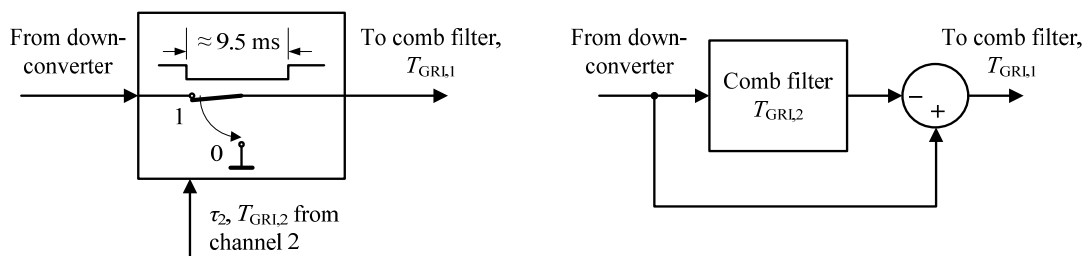 From down-
converter
≈ 9.5 ms
To comb filter,
T_GRI,1
1
0
τ2, T_GRI,2 from
channel 2
From down-
converter
Comb filter
T_GRI,2
−
+
To comb filter,
T_GRI,1